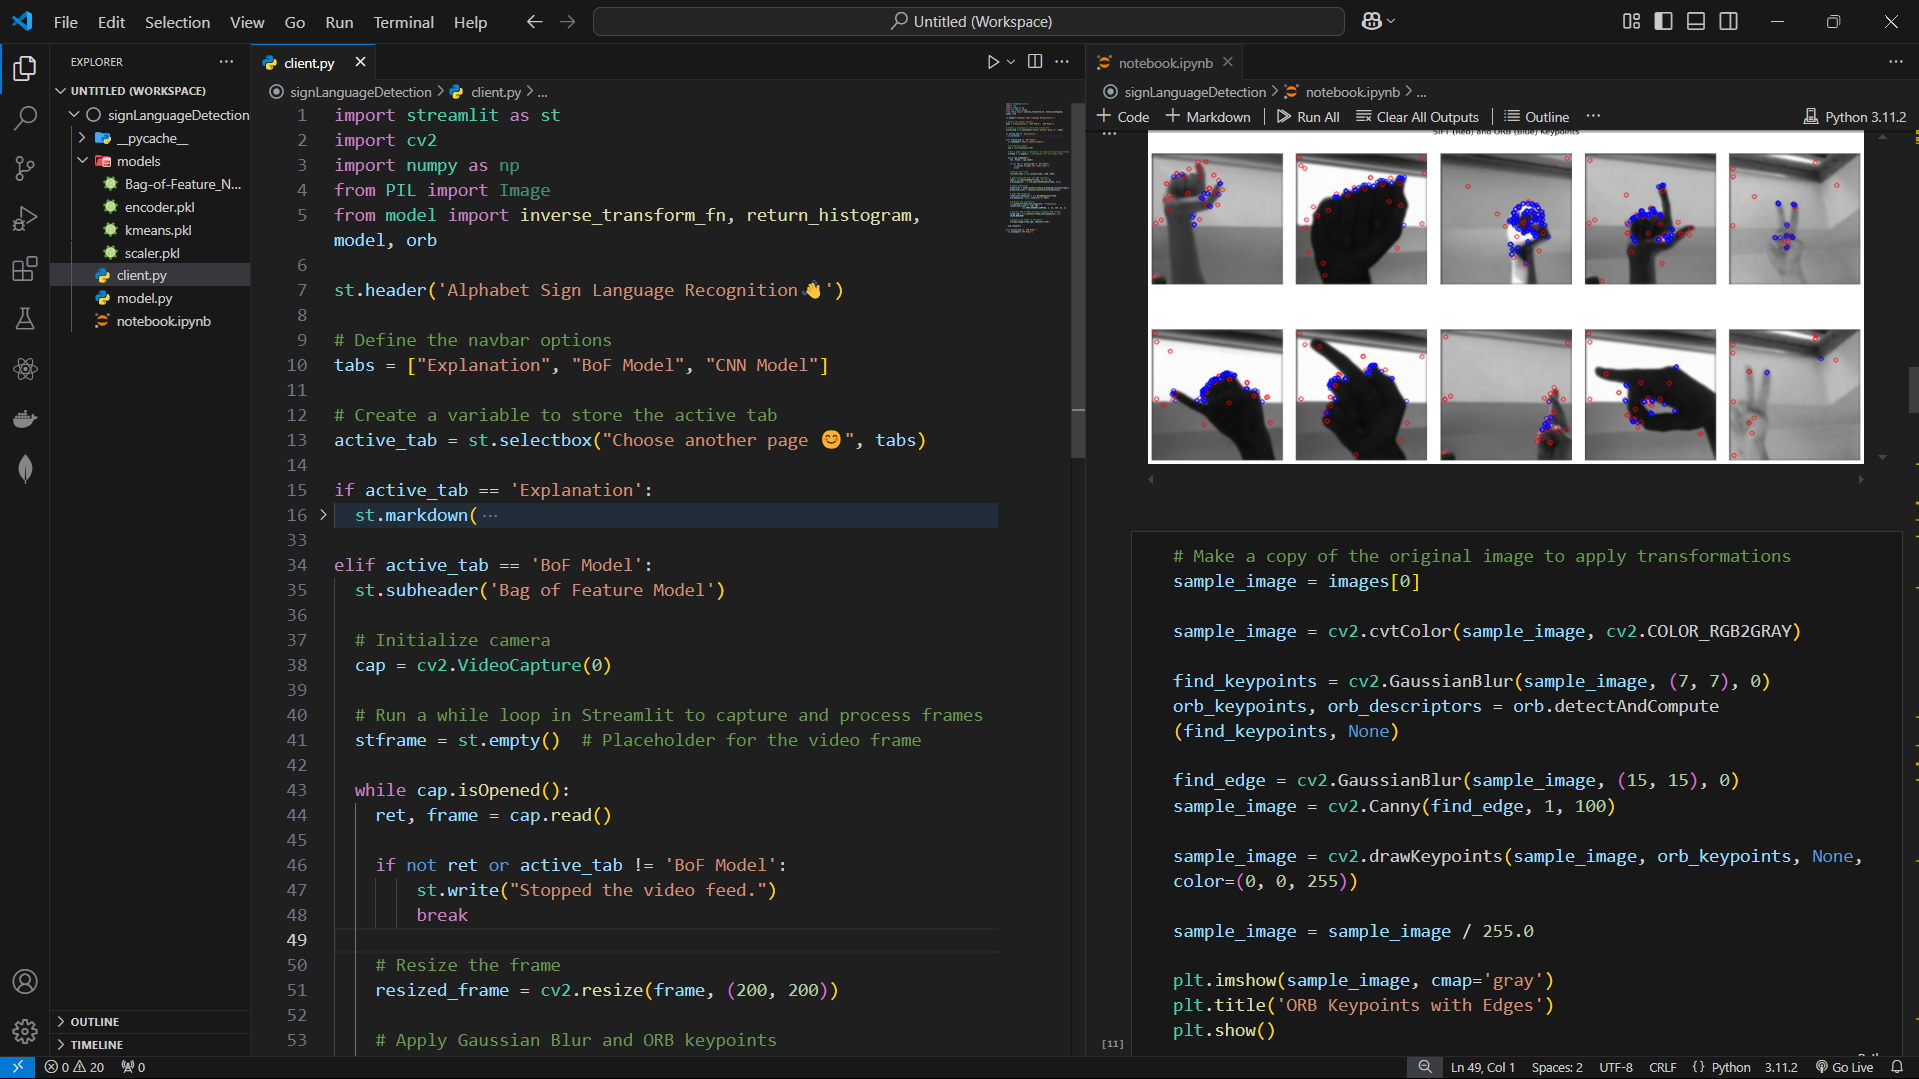 File Edit Selection View Go Run Terminal Help
Untitled (Workspace)
EXPLORER
UNTITLED (WORKSPACE)
signLanguageDetection
__pycache__
models
Bag-of-Feature_N...
encoder.pkl
kmeans.pkl
scaler.pkl
client.py
model.py
notebook.ipynb
OUTLINE
TIMELINE
client.py
signLanguageDetection > client.py > ...
1 import streamlit as st
2 import cv2
3 import numpy as np
4 from PIL import Image
5 from model import inverse_transform_fn, return_histogram,
model, orb
6
7 st.header('Alphabet Sign Language Recognition👋')
8
9 # Define the navbar options
10 tabs = ["Explanation", "BoF Model", "CNN Model"]
11
12 # Create a variable to store the active tab
13 active_tab = st.selectbox("Choose another page 😊", tabs)
14
15 if active_tab == 'Explanation':
16 st.markdown( ...
33
34 elif active_tab == 'BoF Model':
35 st.subheader('Bag of Feature Model')
36
37 # Initialize camera
38 cap = cv2.VideoCapture(0)
39
40 # Run a while loop in Streamlit to capture and process frames
41 stframe = st.empty()  # Placeholder for the video frame
42
43 while cap.isOpened():
44 ret, frame = cap.read()
45
46 if not ret or active_tab != 'BoF Model':
47 st.write("Stopped the video feed.")
48 break
49
50 # Resize the frame
51 resized_frame = cv2.resize(frame, (200, 200))
52
53 # Apply Gaussian Blur and ORB keypoints
notebook.ipynb
signLanguageDetection > notebook.ipynb > ...
Code Markdown Run All Clear All Outputs Outline ... Python 3.11.2
SIFT (Red) and ORB (Blue) Keypoints
# Make a copy of the original image to apply transformations
sample_image = images[0]
sample_image = cv2.cvtColor(sample_image, cv2.COLOR_RGB2GRAY)
find_keypoints = cv2.GaussianBlur(sample_image, (7, 7), 0)
orb_keypoints, orb_descriptors = orb.detectAndCompute
(find_keypoints, None)
find_edge = cv2.GaussianBlur(sample_image, (15, 15), 0)
sample_image = cv2.Canny(find_edge, 1, 100)
sample_image = cv2.drawKeypoints(sample_image, orb_keypoints, None,
color=(0, 0, 255))
sample_image = sample_image / 255.0
plt.imshow(sample_image, cmap='gray')
plt.title('ORB Keypoints with Edges')
plt.show()
[11]
0 20 0
Ln 49, Col 1 Spaces: 2 UTF-8 CRLF {} Python 3.11.2 Go Live